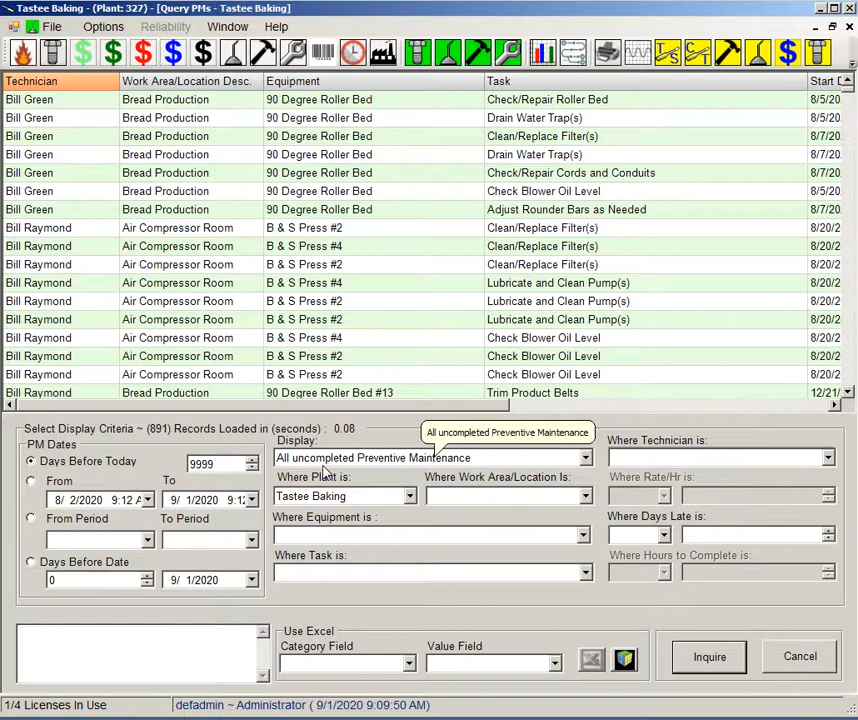 Tastee Baking - (Plant: 327) - [Query PMs - Tastee Baking]
File Options Reliability Window Help
Technician Work Area/Location Desc. Equipment Task Start D
Bill Green Bread Production 90 Degree Roller Bed Check/Repair Roller Bed 8/5/20
Bill Green Bread Production 90 Degree Roller Bed Drain Water Trap(s) 8/5/20
Bill Green Bread Production 90 Degree Roller Bed Clean/Replace Filter(s) 8/7/20
Bill Green Bread Production 90 Degree Roller Bed Drain Water Trap(s) 8/7/20
Bill Green Bread Production 90 Degree Roller Bed Check/Repair Cords and Conduits 8/7/20
Bill Green Bread Production 90 Degree Roller Bed Check Blower Oil Level 8/5/20
Bill Green Bread Production 90 Degree Roller Bed Adjust Rounder Bars as Needed 8/7/20
Bill Raymond Air Compressor Room B & S Press #2 Clean/Replace Filter(s) 8/20/2
Bill Raymond Air Compressor Room B & S Press #4 Clean/Replace Filter(s) 8/20/2
Bill Raymond Air Compressor Room B & S Press #2 Clean/Replace Filter(s) 8/20/2
Bill Raymond Air Compressor Room B & S Press #4 Lubricate and Clean Pump(s) 8/20/2
Bill Raymond Air Compressor Room B & S Press #2 Lubricate and Clean Pump(s) 8/20/2
Bill Raymond Air Compressor Room B & S Press #2 Lubricate and Clean Pump(s) 8/20/2
Bill Raymond Air Compressor Room B & S Press #4 Check Blower Oil Level 8/20/2
Bill Raymond Air Compressor Room B & S Press #2 Check Blower Oil Level 8/20/2
Bill Raymond Air Compressor Room B & S Press #2 Check Blower Oil Level 8/20/2
Bill Raymond Bread Production 90 Degree Roller Bed #13 Trim Product Belts 12/21/
Select Display Criteria ~ (891) Records Loaded in (seconds) : 0.08
All uncompleted Preventive Maintenance
PM Dates Display: Where Technician is:
Days Before Today 9999 All uncompleted Preventive Maintenance
From To Where Plant is: Where Work Area/Location Is: Where Rate/Hr is:
8/ 2/2020 9:12 A 9/ 1/2020 9:12 Tastee Baking
From Period To Period Where Equipment is : Where Days Late is:
Days Before Date Where Task is: Where Hours to Complete is:
0 9/ 1/2020
Use Excel
Category Field Value Field
Inquire Cancel
1/4 Licenses In Use defadmin ~ Administrator ( 9/1/2020 9:09:50 AM)